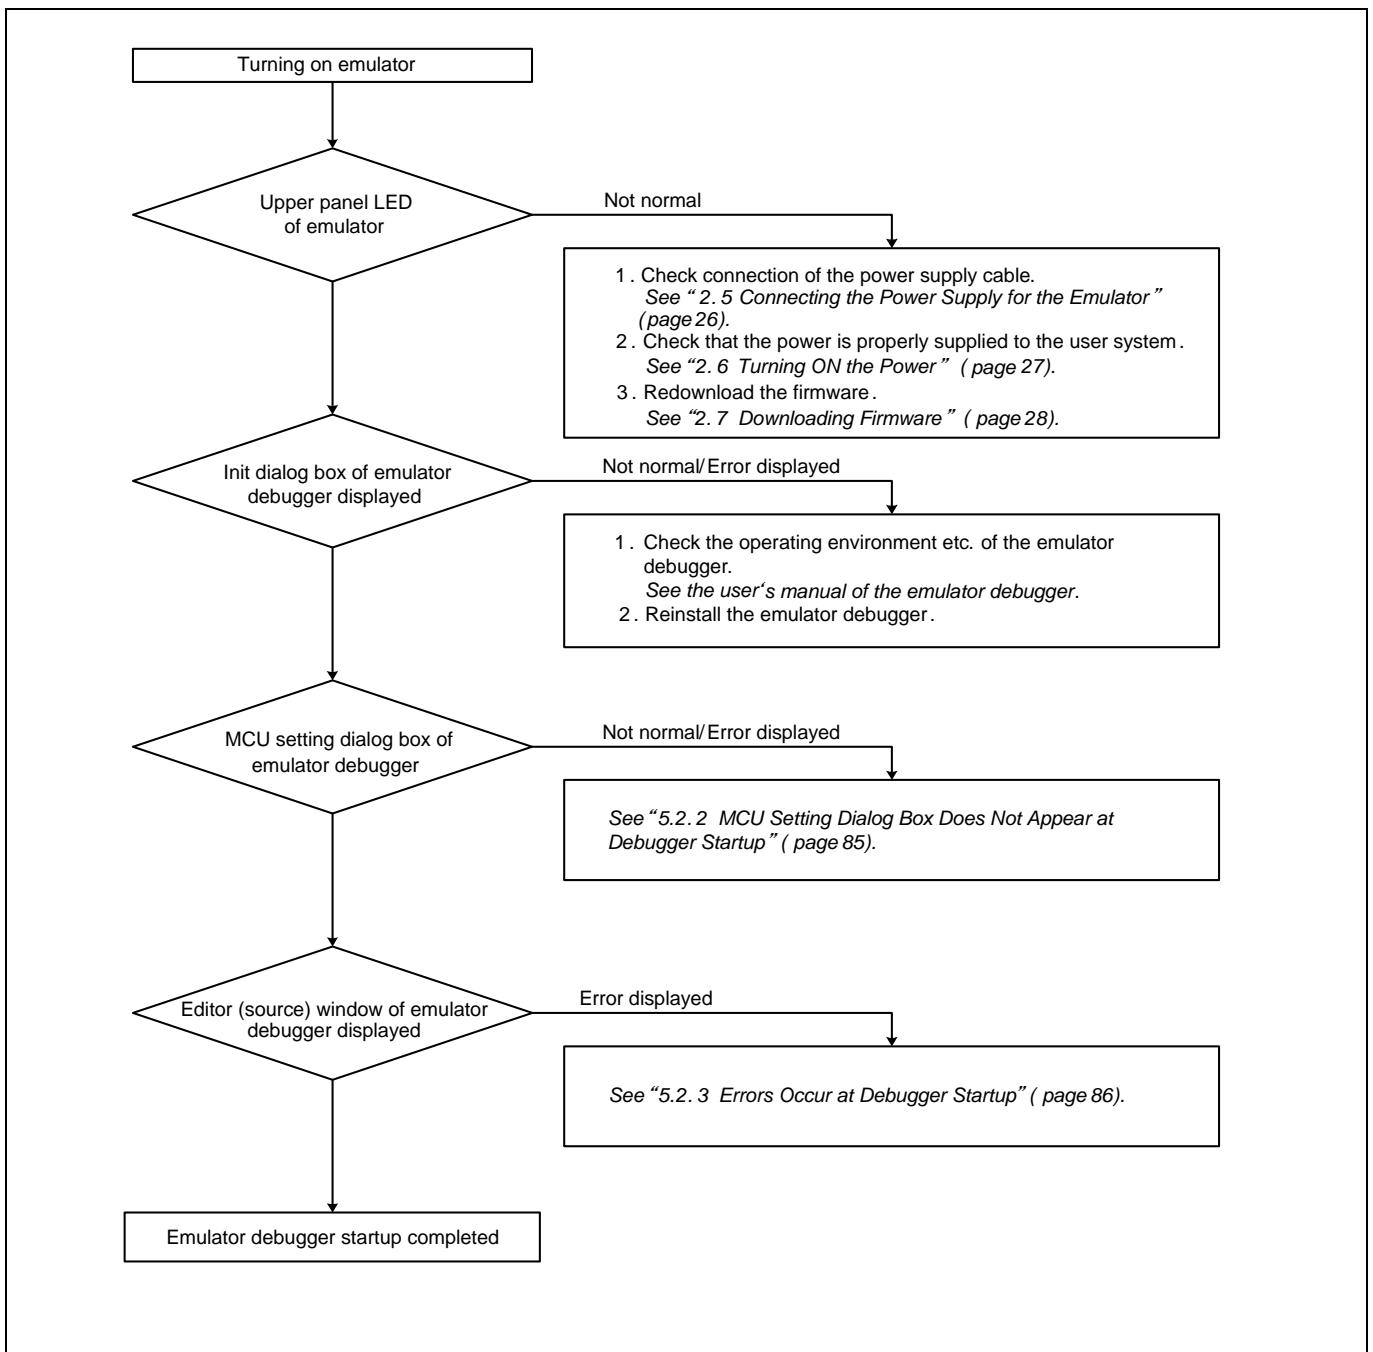 Turning on emulator
Upper panel LED
of emulator
Not normal
1. Check connection of the power supply cable.
See “2.5 Connecting the Power Supply for the Emulator”
(page 26).
2. Check that the power is properly supplied to the user system.
See “2.6 Turning ON the Power” (page 27).
3. Redownload the firmware.
See “2.7 Downloading Firmware” (page 28).
Init dialog box of emulator
debugger displayed
Not normal/Error displayed
1. Check the operating environment etc. of the emulator
debugger.
See the user‘s manual of the emulator debugger.
2. Reinstall the emulator debugger.
MCU setting dialog box of
emulator debugger
Not normal/Error displayed
See “5.2.2 MCU Setting Dialog Box Does Not Appear at
Debugger Startup” (page 85).
Editor (source) window of emulator
debugger displayed
Error displayed
See “5.2.3 Errors Occur at Debugger Startup” (page 86).
Emulator debugger startup completed